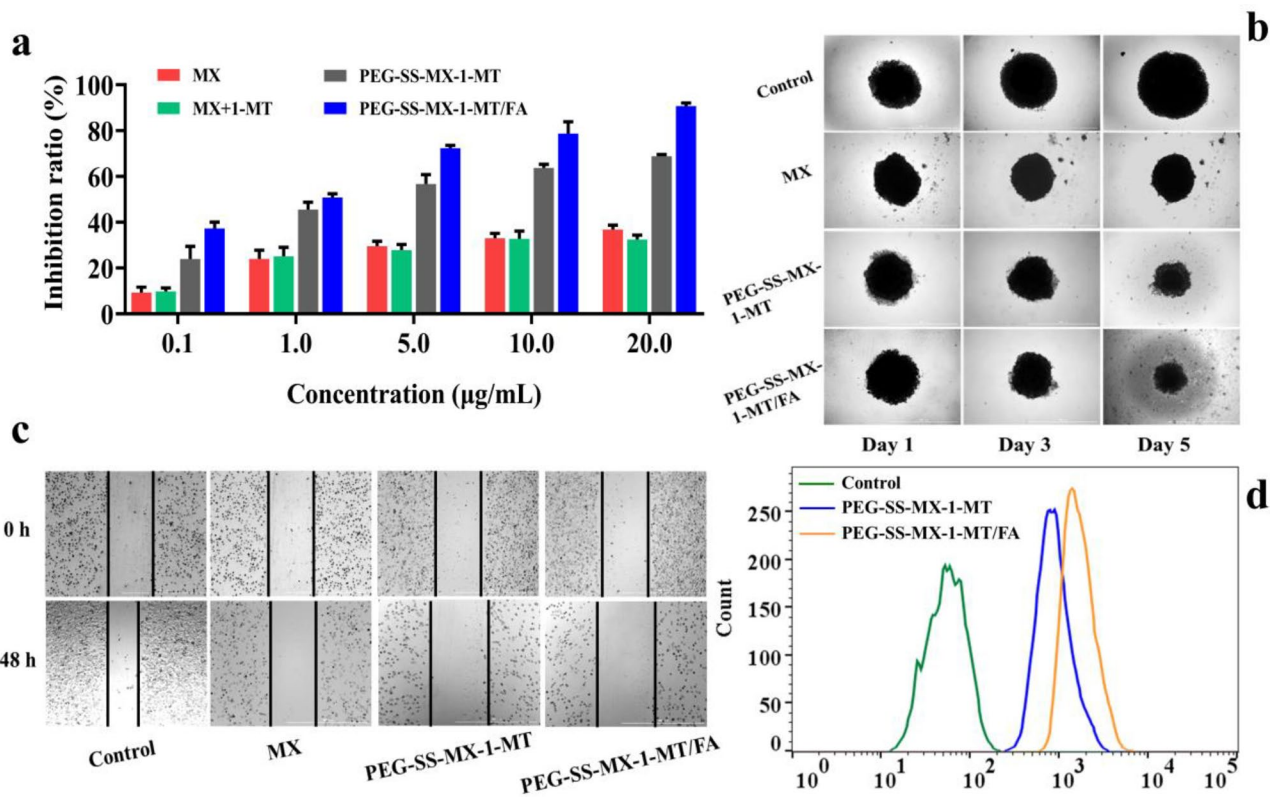 a
MX
MX+1-MT
PEG-SS-MX-1-MT
PEG-SS-MX-1-MT/FA
Inhibition ratio (%)
100
80
60
40
20
0
0.1 1.0 5.0 10.0 20.0
Concentration (μg/mL)
b
Control
MX
PEG-SS-MX-
1-MT
PEG-SS-MX-
1-MT/FA
Day 1 Day 3 Day 5
c
0 h
48 h
Control MX PEG-SS-MX-1-MT PEG-SS-MX-1-MT/FA
d
Control
PEG-SS-MX-1-MT
PEG-SS-MX-1-MT/FA
Count
250
200
150
100
50
0
10⁰ 10¹ 10² 10³ 10⁴ 10⁵